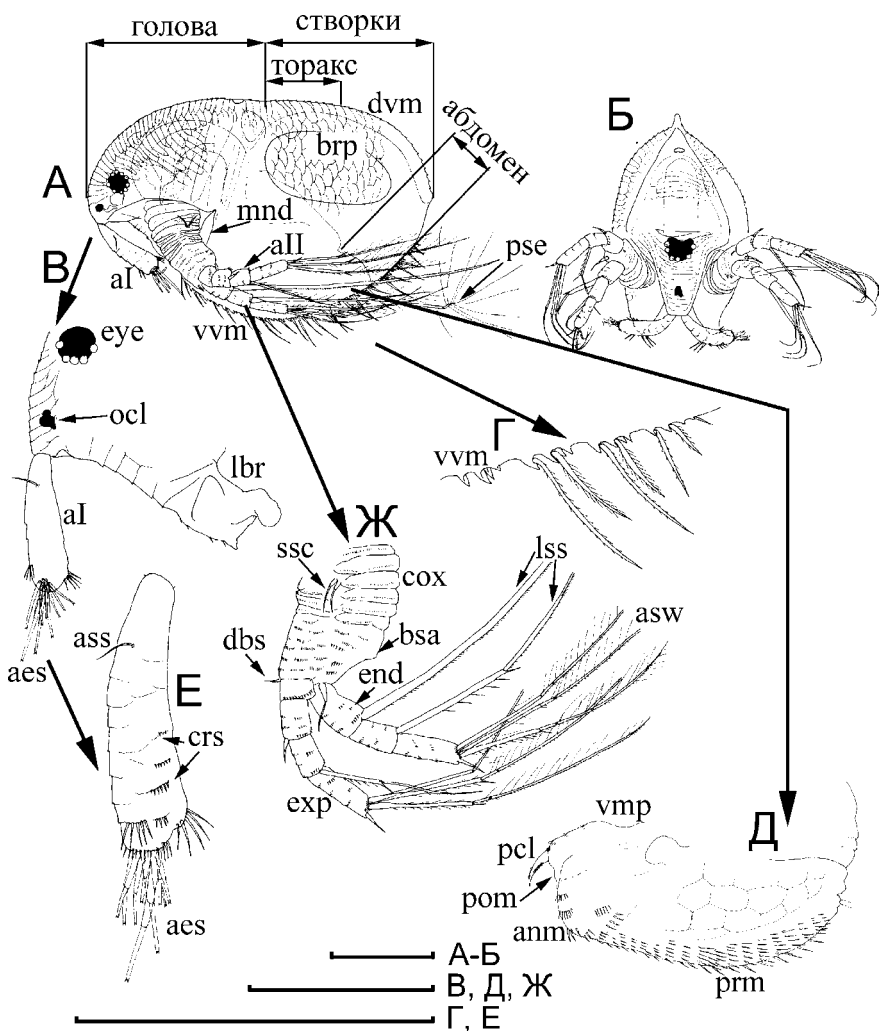 голова
створки
торакс
dvm
абдомен
Б
brp
А
mnd
aII
pse
В
aI
vvm
eye
ocl
lbr
vvm
Г
aI
Ж
ssc
cox
lss
asw
ass
aes
dbs
bsa
end
Е
crs
exp
vmp
Д
pcl
pom
aes
anm
prm
А-Б
В, Д, Ж
Г, Е